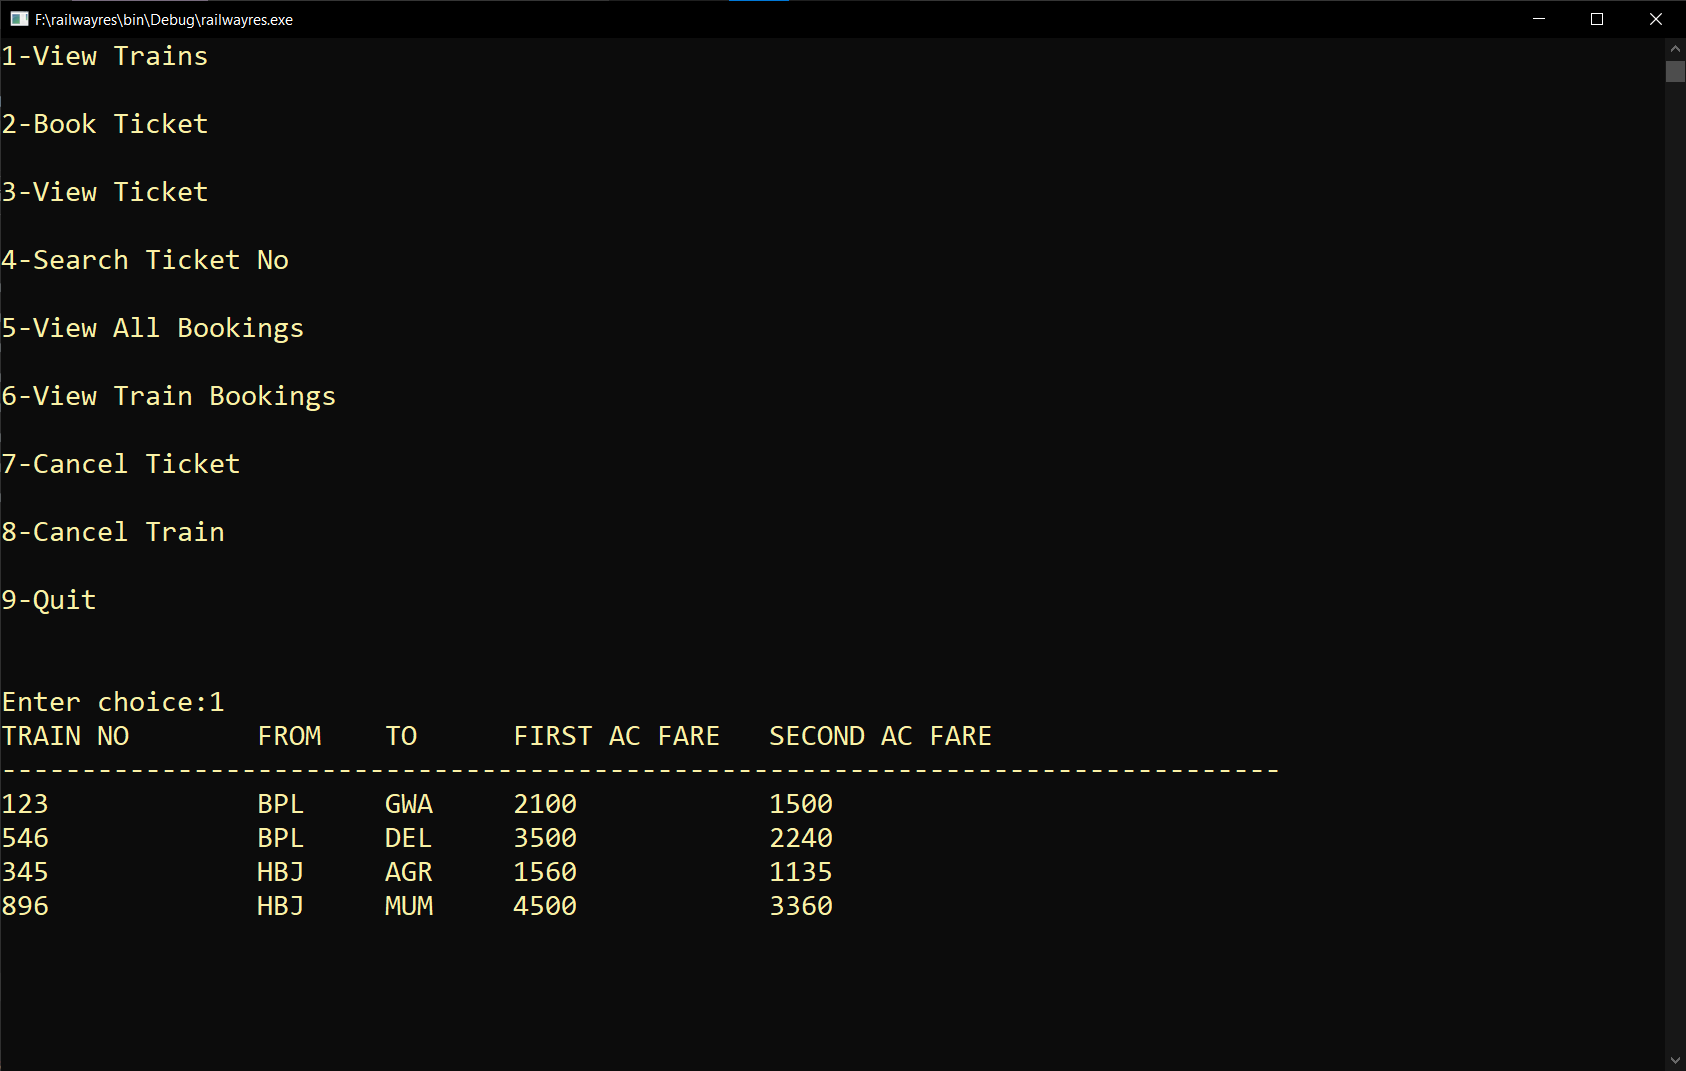 F:\railwayres\bin\Debug\railwayres.exe
1-View Trains
2-Book Ticket
3-View Ticket
4-Search Ticket No
5-View All Bookings
6-View Train Bookings
7-Cancel Ticket
8-Cancel Train
9-Quit
Enter choice:1
TRAIN NO FROM TO FIRST AC FARE SECOND AC FARE
--------------------------------------------------------------------------------
123 BPL GWA 2100 1500
546 BPL DEL 3500 2240
345 HBJ AGR 1560 1135
896 HBJ MUM 4500 3360